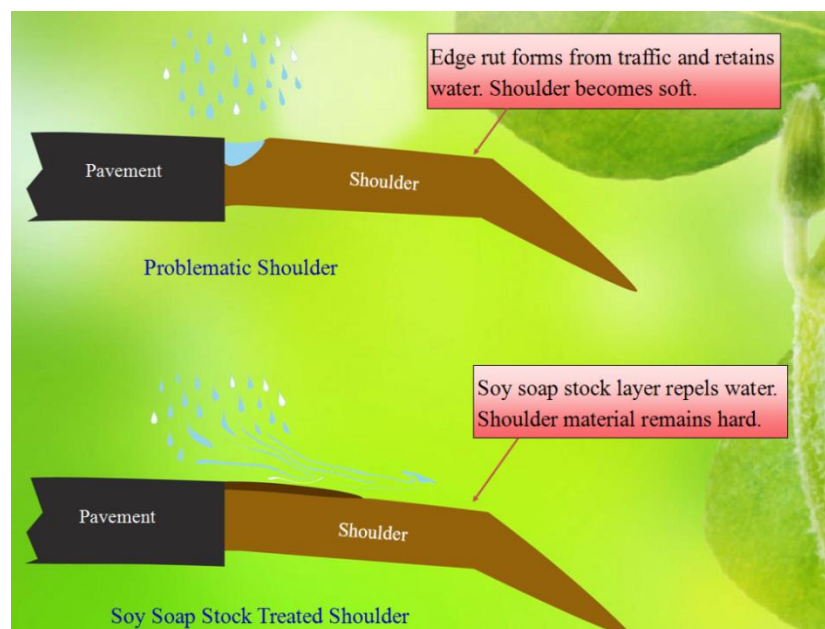 Edge rut forms from traffic and retains
water. Shoulder becomes soft.
Pavement
Shoulder
Problematic Shoulder
Soy soap stock layer repels water.
Shoulder material remains hard.
Pavement
Shoulder
Soy Soap Stock Treated Shoulder